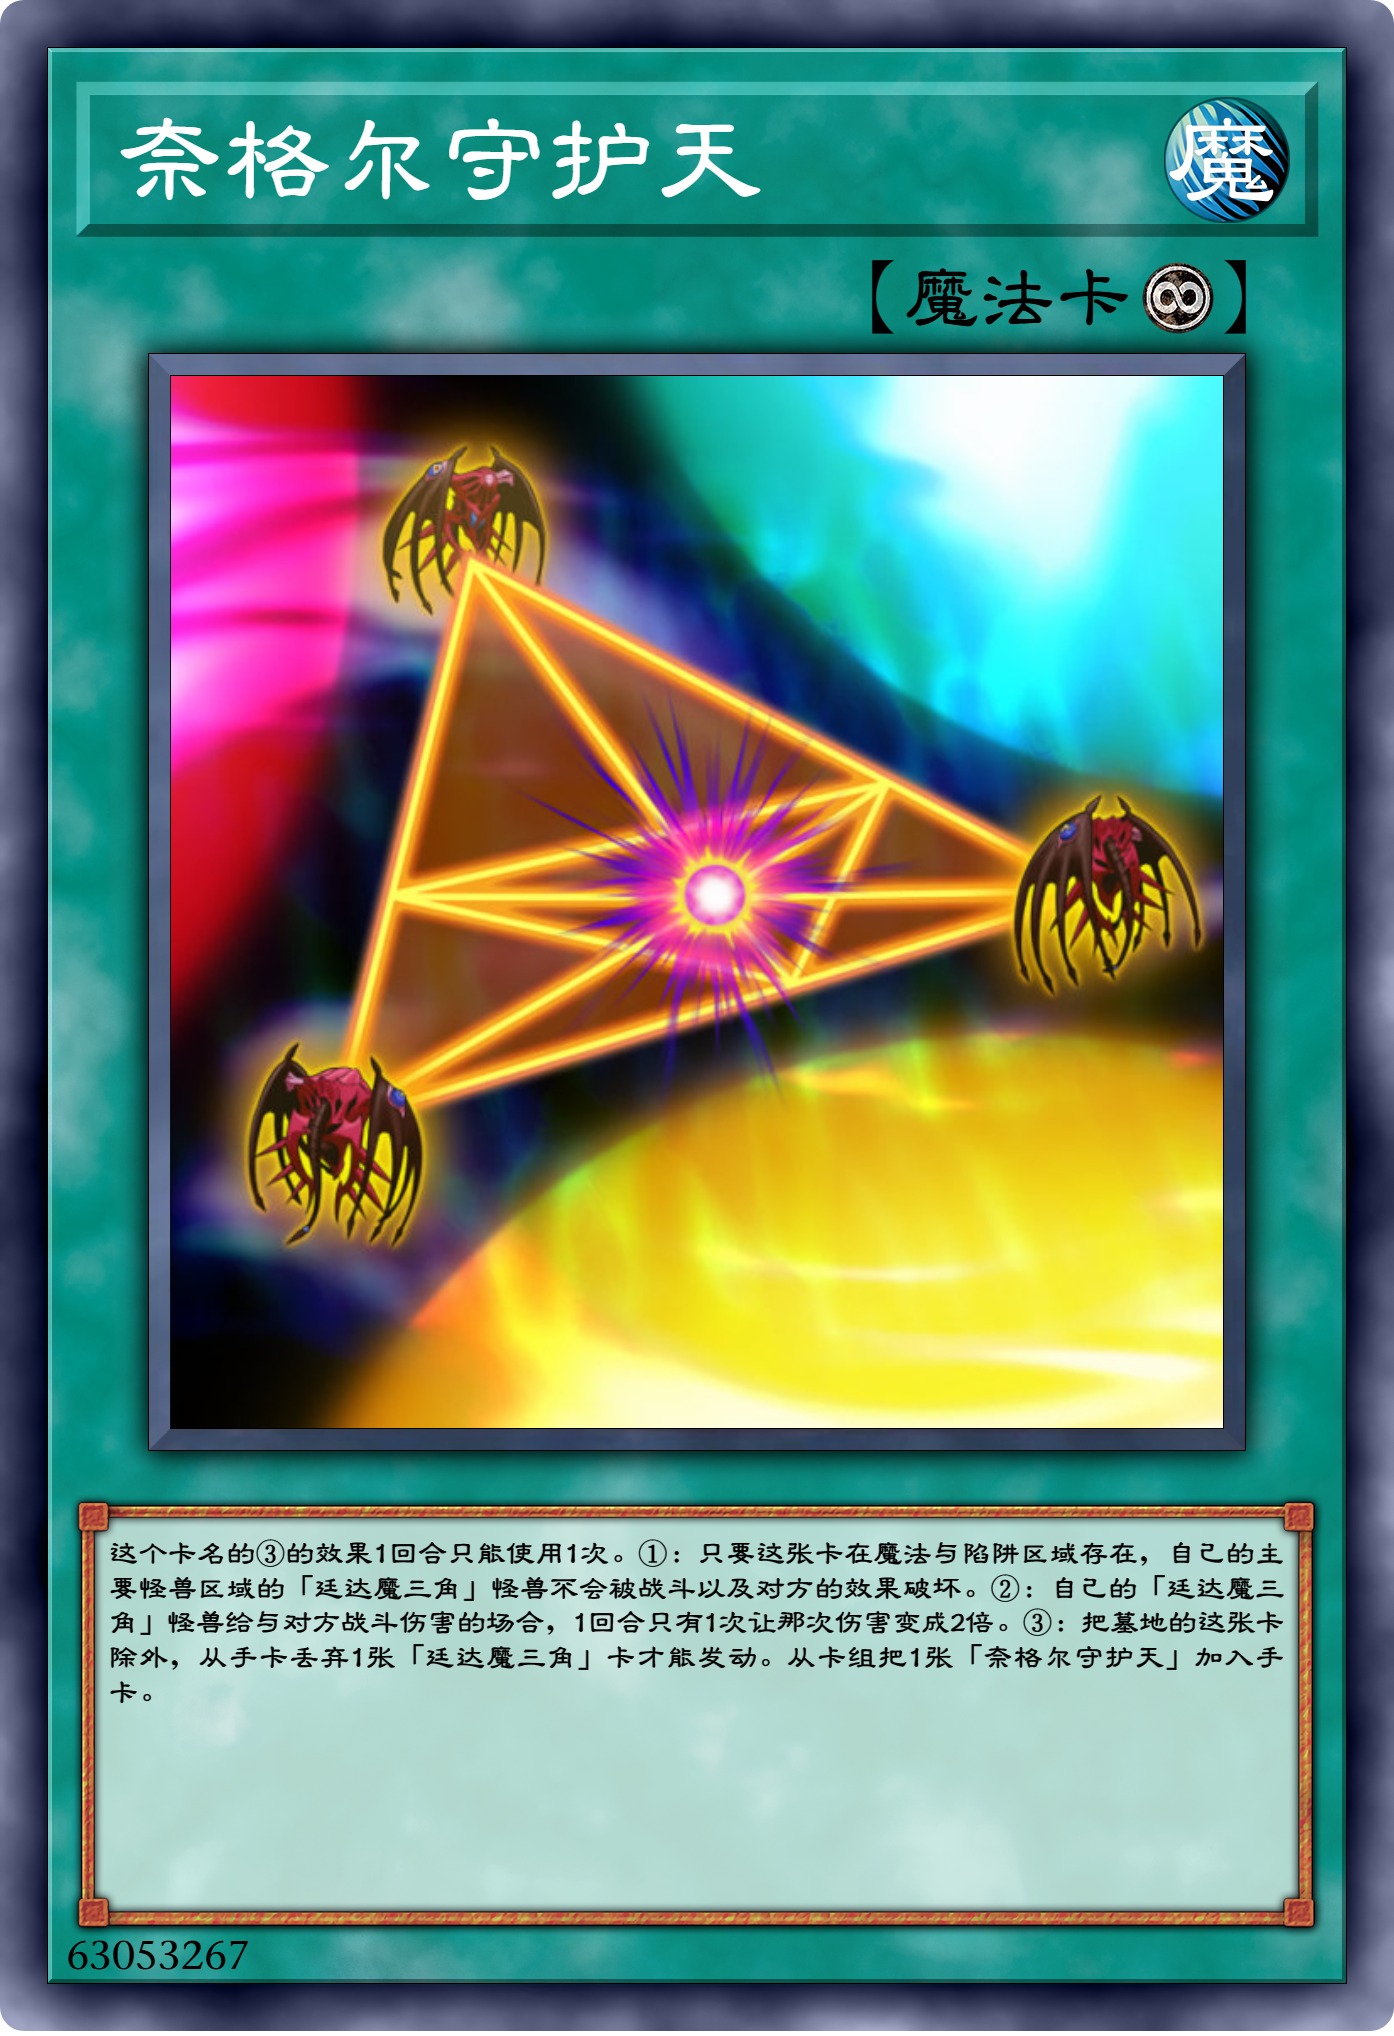 奈格尔守护天
魔
【魔法卡∞】
这个卡名的③的效果1回合只能使用1次。①：只要这张卡在魔法与陷阱区域存在，自己的主
要怪兽区域的「廷达魔三角」怪兽不会被战斗以及对方的效果破坏。②：自己的「廷达魔三
角」怪兽给与对方战斗伤害的场合，1回合只有1次让那次伤害变成2倍。③：把墓地的这张卡
除外，从手卡丢弃1张「廷达魔三角」卡才能发动。从卡组把1张「奈格尔守护天」加入手
卡。
63053267